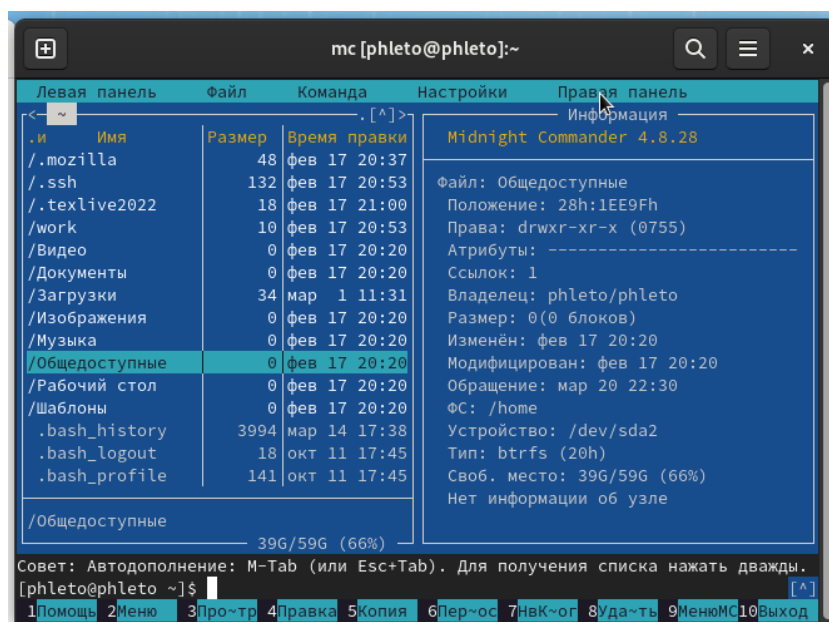 mc [phleto@phleto]:~
Левая панель Файл Команда Настройки Правая панель
<- ~ .[^]>
.и Имя Размер Время правки
/.mozilla 48 фев 17 20:37
/.ssh 132 фев 17 20:53
/.texlive2022 18 фев 17 21:00
/work 10 фев 17 20:53
/Видео 0 фев 17 20:20
/Документы 0 фев 17 20:20
/Загрузки 34 мар 1 11:31
/Изображения 0 фев 17 20:20
/Музыка 0 фев 17 20:20
/Общедоступные 0 фев 17 20:20
/Рабочий стол 0 фев 17 20:20
/Шаблоны 0 фев 17 20:20
.bash_history 3994 мар 14 17:38
.bash_logout 18 окт 11 17:45
.bash_profile 141 окт 11 17:45
/Общедоступные
39G/59G (66%)
Информация
Midnight Commander 4.8.28
Файл: Общедоступные
Положение: 28h:1EE9Fh
Права: drwxr-xr-x (0755)
Атрибуты: -------------------------
Ссылок: 1
Владелец: phleto/phleto
Размер: 0(0 блоков)
Изменён: фев 17 20:20
Модифицирован: фев 17 20:20
Обращение: мар 20 22:30
ФС: /home
Устройство: /dev/sda2
Тип: btrfs (20h)
Своб. место: 39G/59G (66%)
Нет информации об узле
Совет: Автодополнение: M-Tab (или Esc+Tab). Для получения списка нажать дважды.
[phleto@phleto ~]$ [^]
1Помощь 2Меню 3Про~тр 4Правка 5Копия 6Пер~ос 7НвК~ог 8Уда~ть 9МенюMC 10Выход